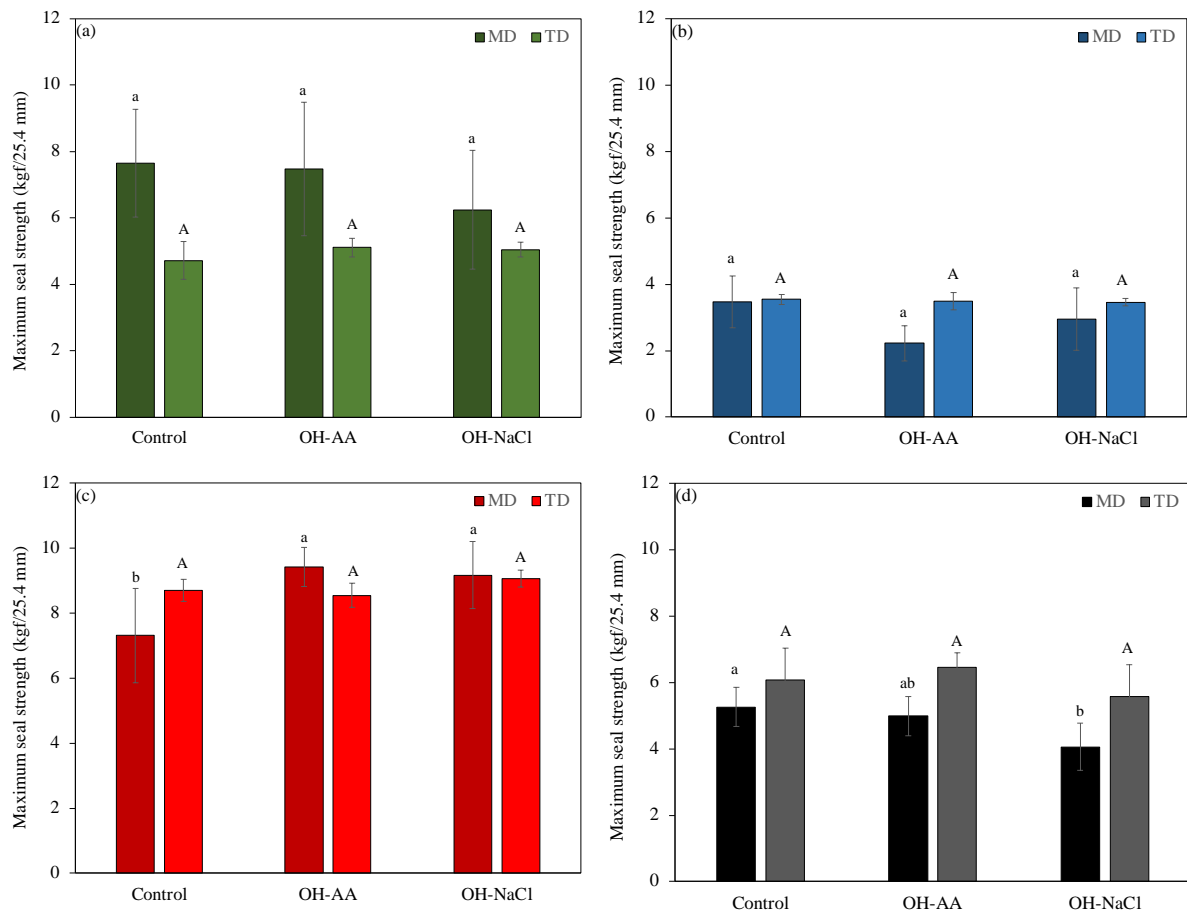 (a)
MD TD
Maximum seal strength (kgf/25.4 mm)
12
10
8
6
4
2
0
a
A
a
A
a
A
Control OH-AA OH-NaCl
(b)
MD TD
Maximum seal strength (kgf/25.4 mm)
12
10
8
6
4
2
0
a
A
a
A
a
A
Control OH-AA OH-NaCl
(c)
MD TD
Maximum seal strength (kgf/25.4 mm)
12
10
8
6
4
2
0
b
A
a
A
a
A
Control OH-AA OH-NaCl
(d)
MD TD
Maximum seal strength (kgf/25.4 mm)
12
10
8
6
4
2
0
a
A
ab
A
b
A
Control OH-AA OH-NaCl